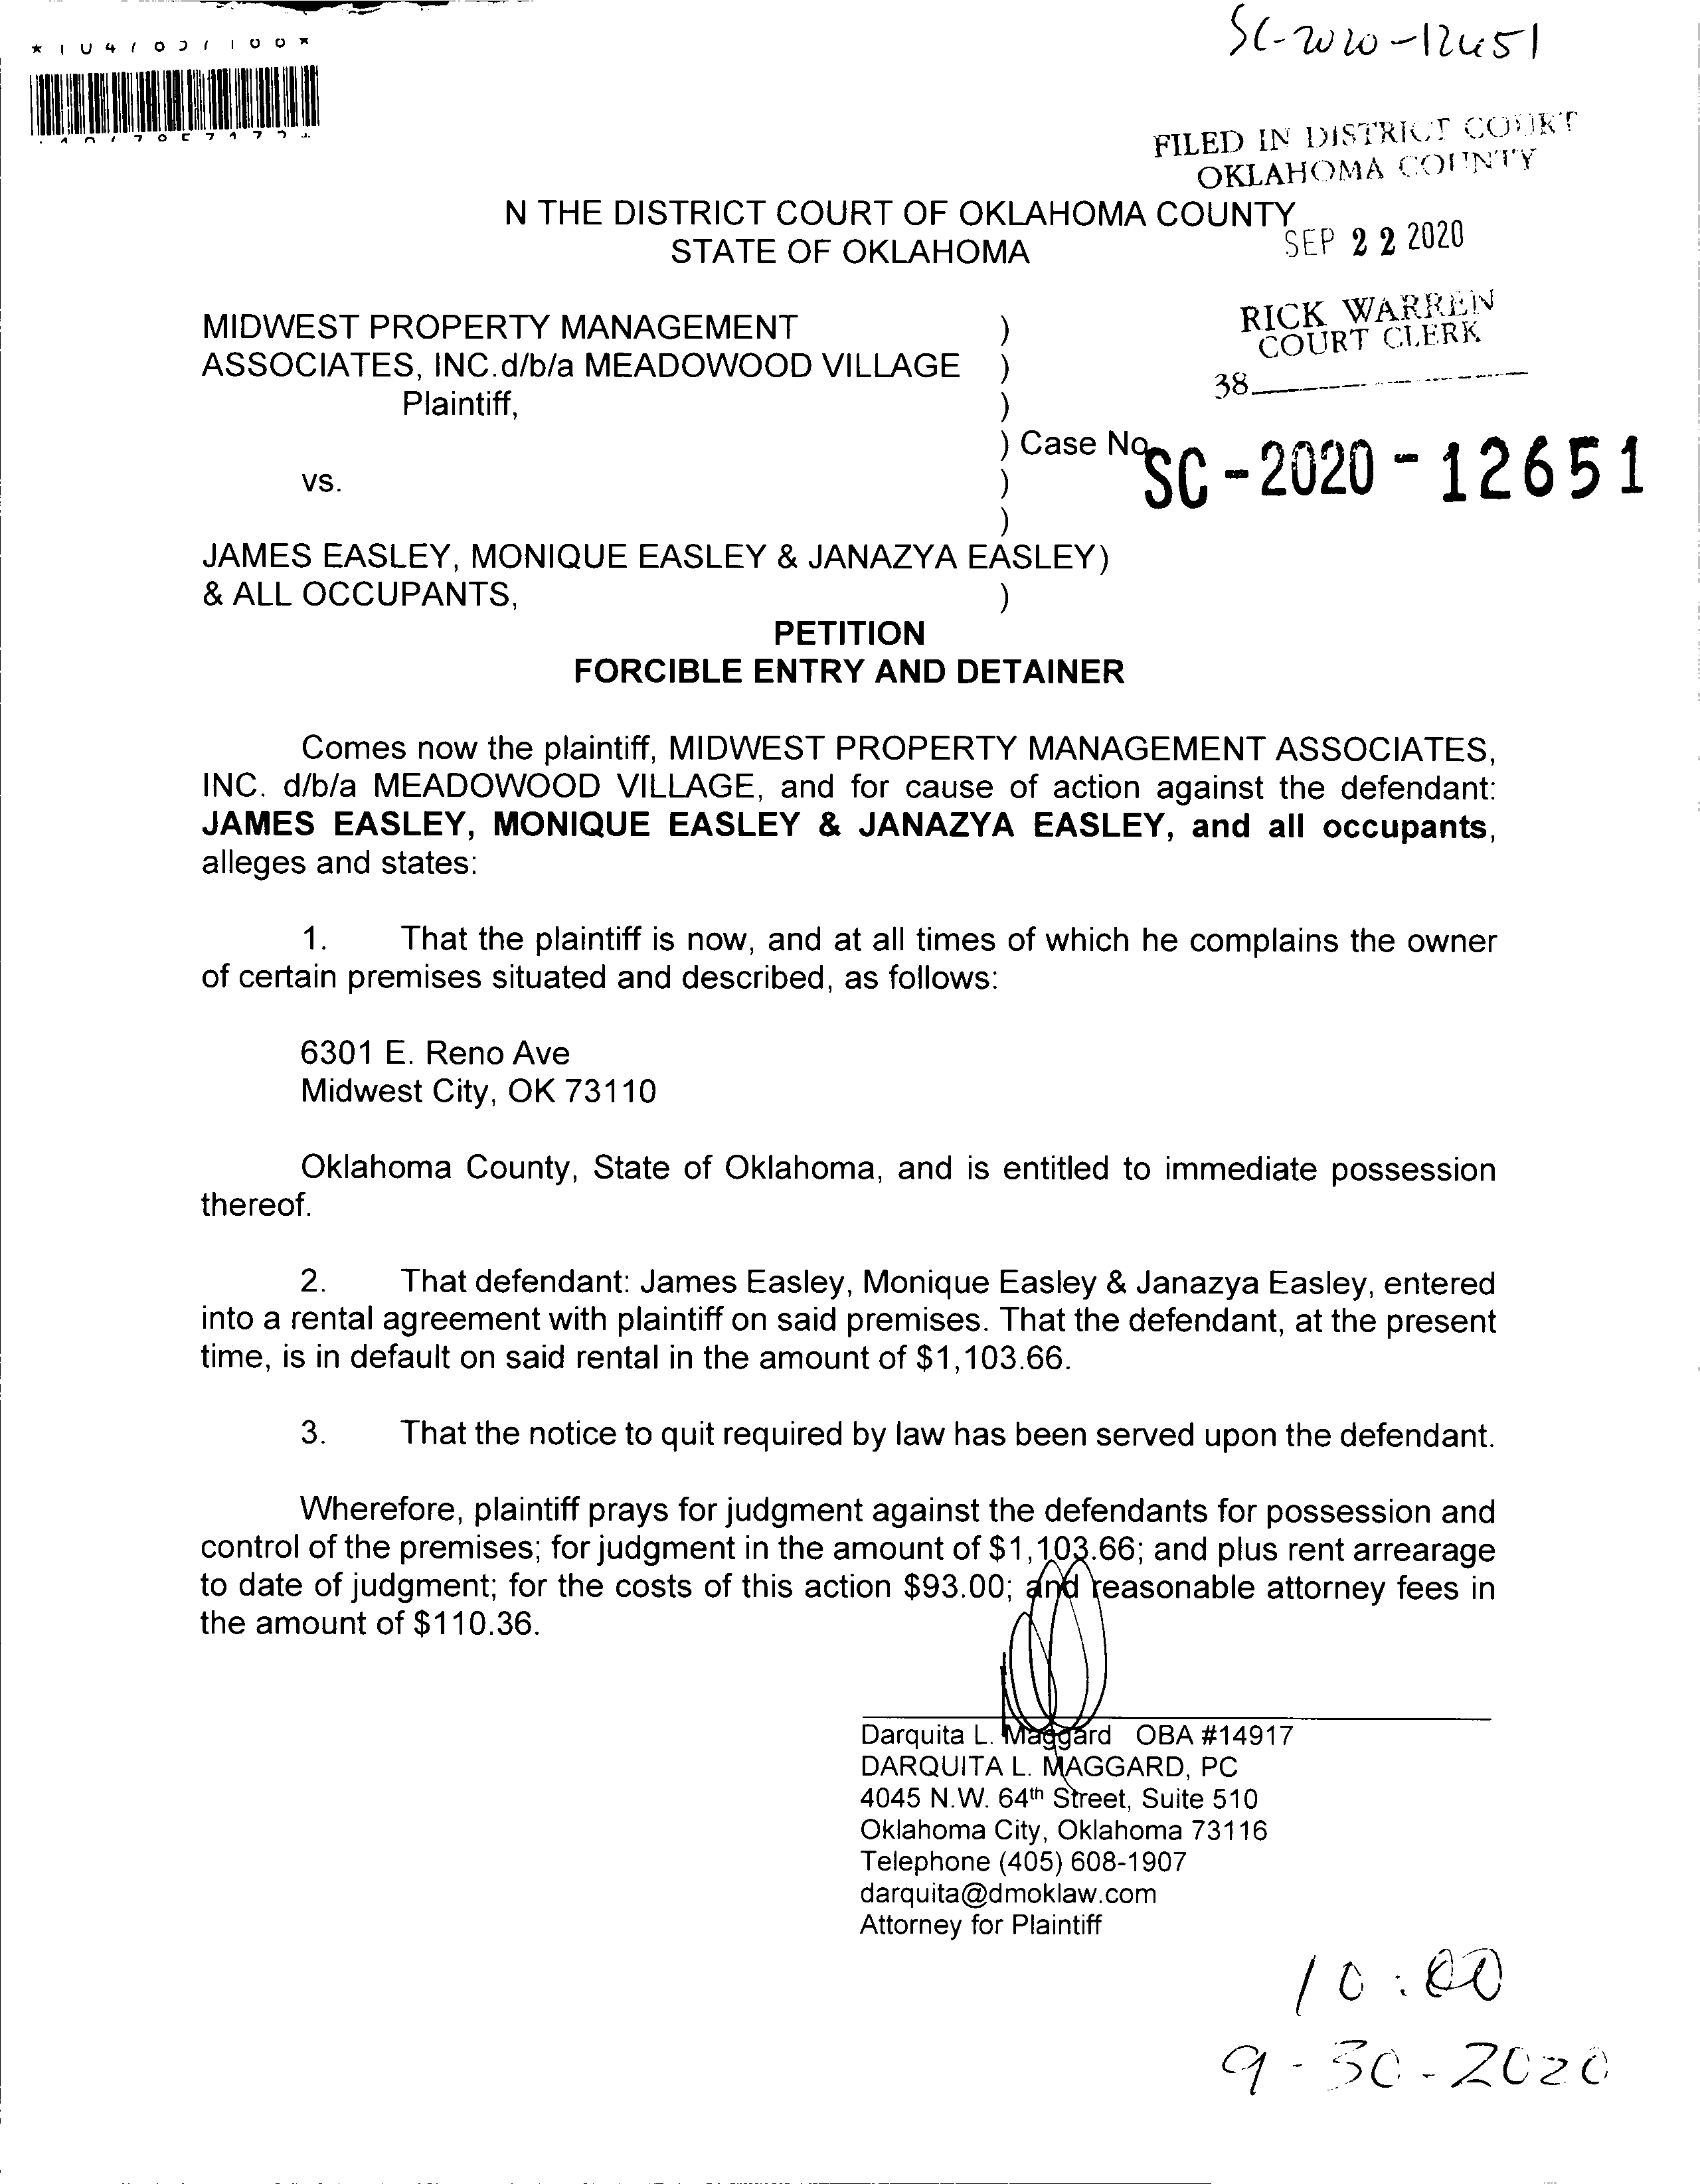 SC-2020-12651
FILED IN DISTRICT COURT
OKLAHOMA COUNTY
N THE DISTRICT COURT OF OKLAHOMA COUNTY
STATE OF OKLAHOMA
SEP 22 2020
RICK WARREN
COURT CLERK
38
MIDWEST PROPERTY MANAGEMENT )
ASSOCIATES, INC.d/b/a MEADOWOOD VILLAGE )
Plaintiff, )
) Case No. SC-2020-12651
vs. )
)
JAMES EASLEY, MONIQUE EASLEY & JANAZYA EASLEY)
& ALL OCCUPANTS, )
PETITION
FORCIBLE ENTRY AND DETAINER
Comes now the plaintiff, MIDWEST PROPERTY MANAGEMENT ASSOCIATES,
INC. d/b/a MEADOWOOD VILLAGE, and for cause of action against the defendant:
JAMES EASLEY, MONIQUE EASLEY & JANAZYA EASLEY, and all occupants,
alleges and states:
1. That the plaintiff is now, and at all times of which he complains the owner
of certain premises situated and described, as follows:
6301 E. Reno Ave
Midwest City, OK 73110
Oklahoma County, State of Oklahoma, and is entitled to immediate possession
thereof.
2. That defendant: James Easley, Monique Easley & Janazya Easley, entered
into a rental agreement with plaintiff on said premises. That the defendant, at the present
time, is in default on said rental in the amount of $1,103.66.
3. That the notice to quit required by law has been served upon the defendant.
Wherefore, plaintiff prays for judgment against the defendants for possession and
control of the premises; for judgment in the amount of $1,103.66; and plus rent arrearage
to date of judgment; for the costs of this action $93.00; and reasonable attorney fees in
the amount of $110.36.
Darquita L. Maggard OBA #14917
DARQUITA L. MAGGARD, PC
4045 N.W. 64th Street, Suite 510
Oklahoma City, Oklahoma 73116
Telephone (405) 608-1907
darquita@dmoklaw.com
Attorney for Plaintiff
10:00
9-30-2020